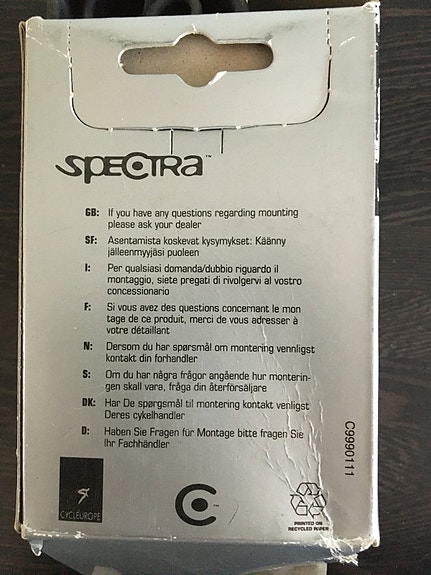 SPECTRA™
GB: If you have any questions regarding mounting
please ask your dealer
SF: Asentamista koskevat kysymykset: Käänny
jälleenmyyjäsi puoleen
I: Per qualsiasi domanda/dubbio riguardo il
montaggio, siete pregati di rivolgervi al vostro
concessionario
F: Si vous avez des questions concernant le mon
tage de ce produit, merci de vous adresser à
votre détaillant
N: Dersom du har spørsmål om montering vennligst
kontakt din forhandler
S: Om du har några frågor angående hur monterin-
gen skall vara, fråga din återförsäljare
DK: Har De spørgsmål til montering kontakt venligst
Deres cykelhandler
D: Haben Sie Fragen für Montage bitte fragen Sie
Ihr Fachhändler
C9990111
CYCLEUROPE
C™
PRINTED ON
RECYCLED PAPER